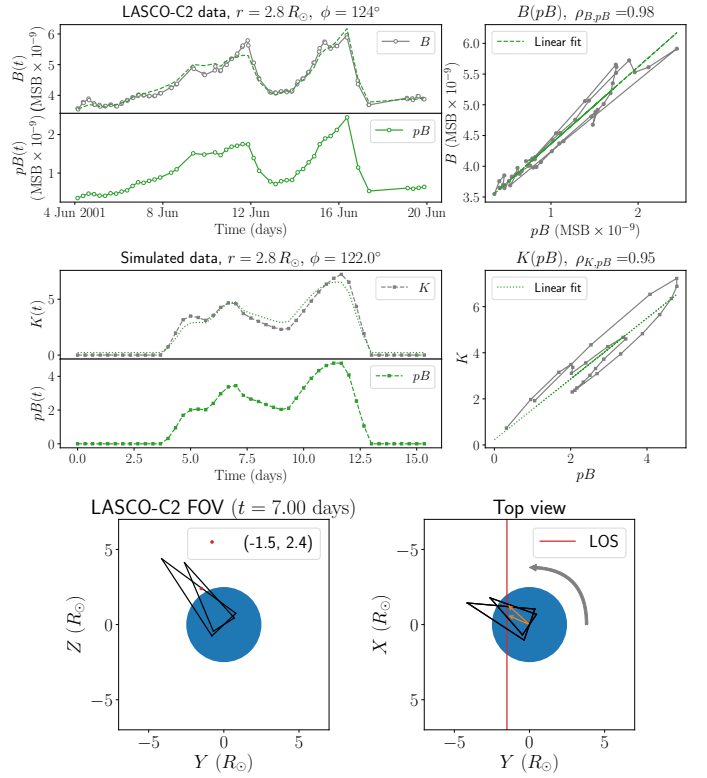 LASCO-C2 data, r = 2.8 R⊙, ϕ = 124°
B(pB), ρB,pB =0.98
B(t)
(MSB × 10⁻⁹)
6
5
4
B
pB(t)
(MSB × 10⁻⁹)
2
1
pB
4 Jun 2001 8 Jun 12 Jun 16 Jun 20 Jun
Time (days)
B (MSB × 10⁻⁹)
6.0
5.5
5.0
4.5
4.0
3.5
Linear fit
1 2
pB (MSB × 10⁻⁹)
Simulated data, r = 2.8 R⊙, ϕ = 122.0°
K(pB), ρK,pB =0.95
K(t)
5
0
K
pB(t)
4
2
0
pB
0.0 2.5 5.0 7.5 10.0 12.5 15.0
Time (days)
K
6
4
2
0
Linear fit
0 2 4
pB
LASCO-C2 FOV (t = 7.00 days)
Z (R⊙)
5
0
−5
(-1.5, 2.4)
−5 0 5
Y (R⊙)
Top view
X (R⊙)
−5
0
5
LOS
−5 0 5
Y (R⊙)